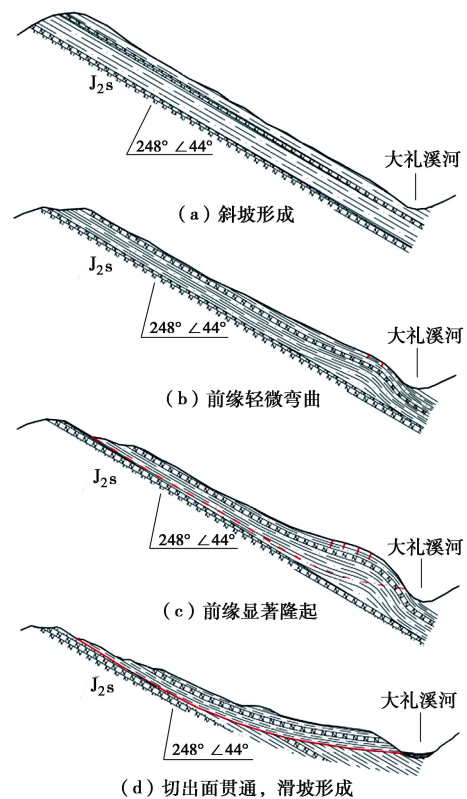 J₂s
248° ∠44°
大礼溪河
（a）斜坡形成
J₂s
248° ∠44°
大礼溪河
（b）前缘轻微弯曲
J₂s
248° ∠44°
大礼溪河
（c）前缘显著隆起
J₂s
248° ∠44°
大礼溪河
（d）切出面贯通，滑坡形成